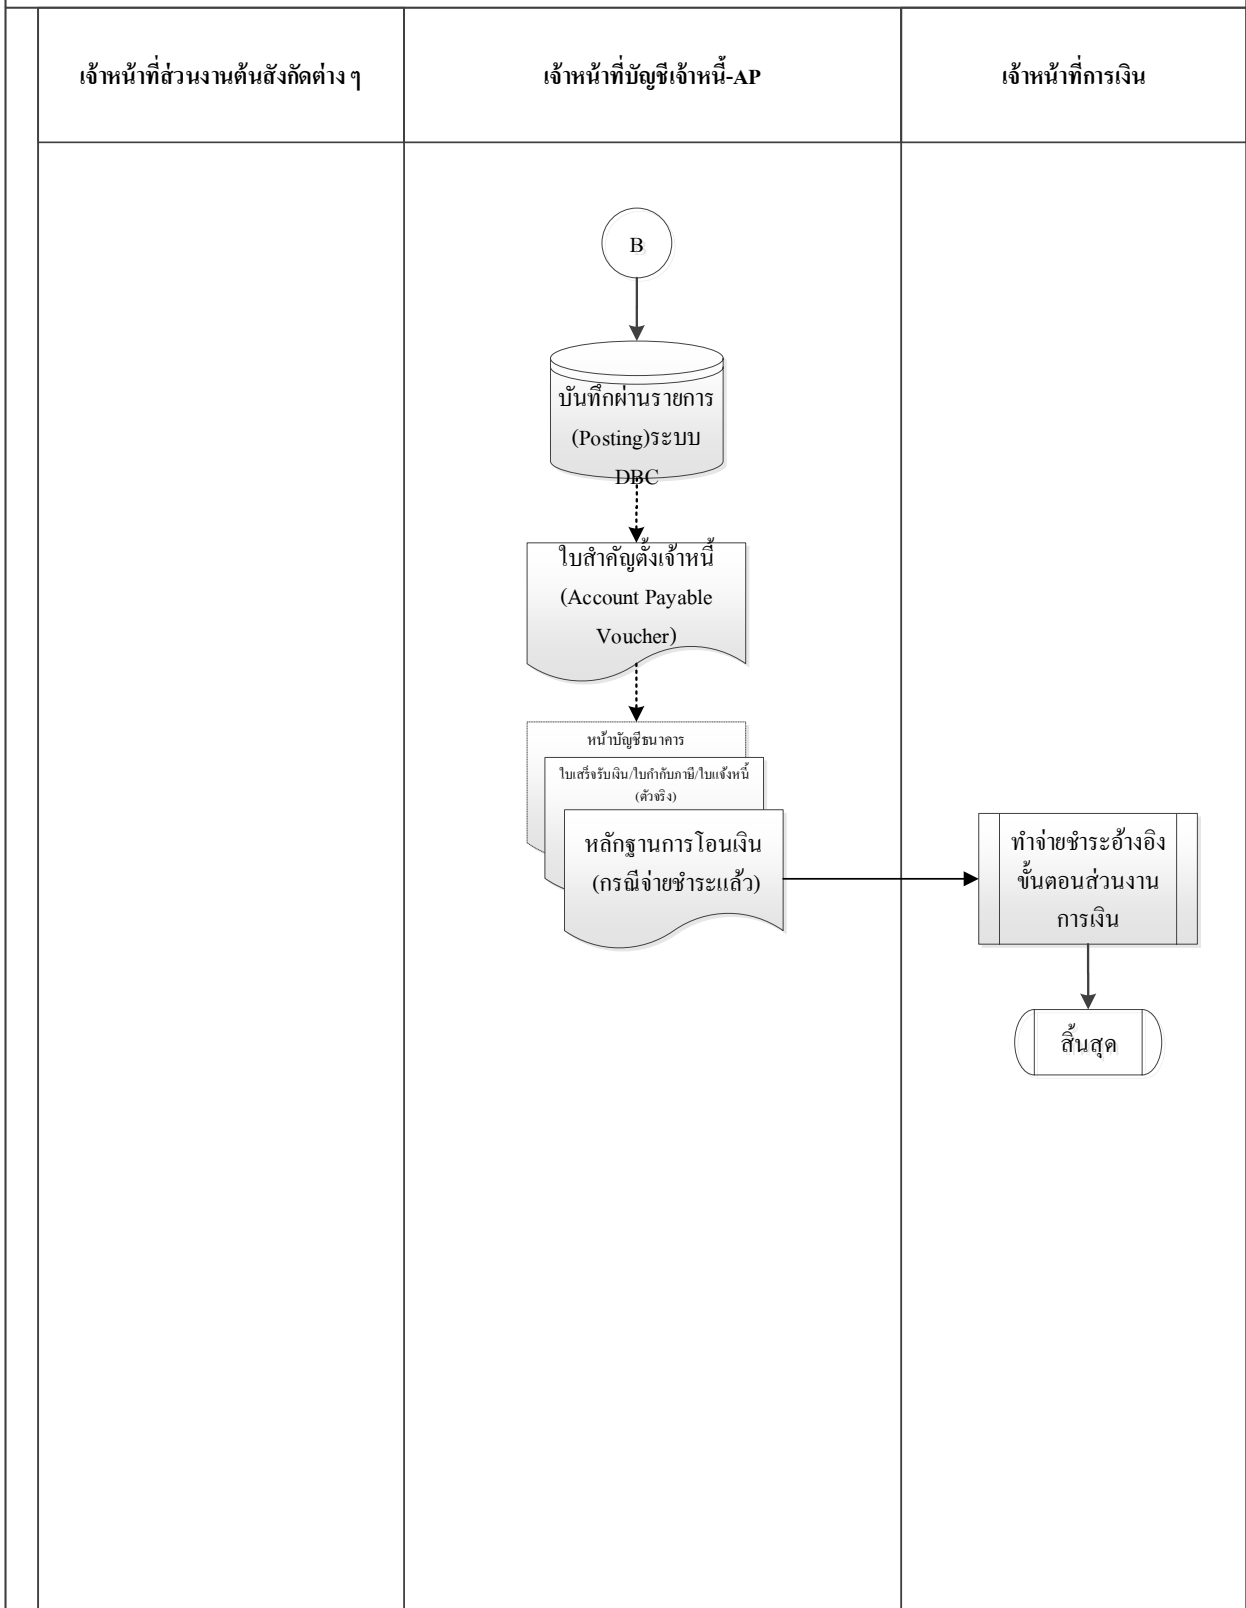 เจ้าหน้าที่ส่วนงานต้นสังกัดต่าง ๆ
เจ้าหน้าที่บัญชีเจ้าหนี้-AP
เจ้าหน้าที่การเงิน
B
บันทึกผ่านรายการ
(Posting)ระบบ
DBC
ใบสำคัญตั้งเจ้าหนี้
(Account Payable
Voucher)
หน้าบัญชีธนาคาร
ใบเสร็จรับเงิน/ใบกำกับภาษี/ใบแจ้งหนี้
(ตัวจริง)
หลักฐานการโอนเงิน
(กรณีจ่ายชำระแล้ว)
ทำจ่ายชำระอ้างอิง
ขั้นตอนส่วนงาน
การเงิน
สิ้นสุด